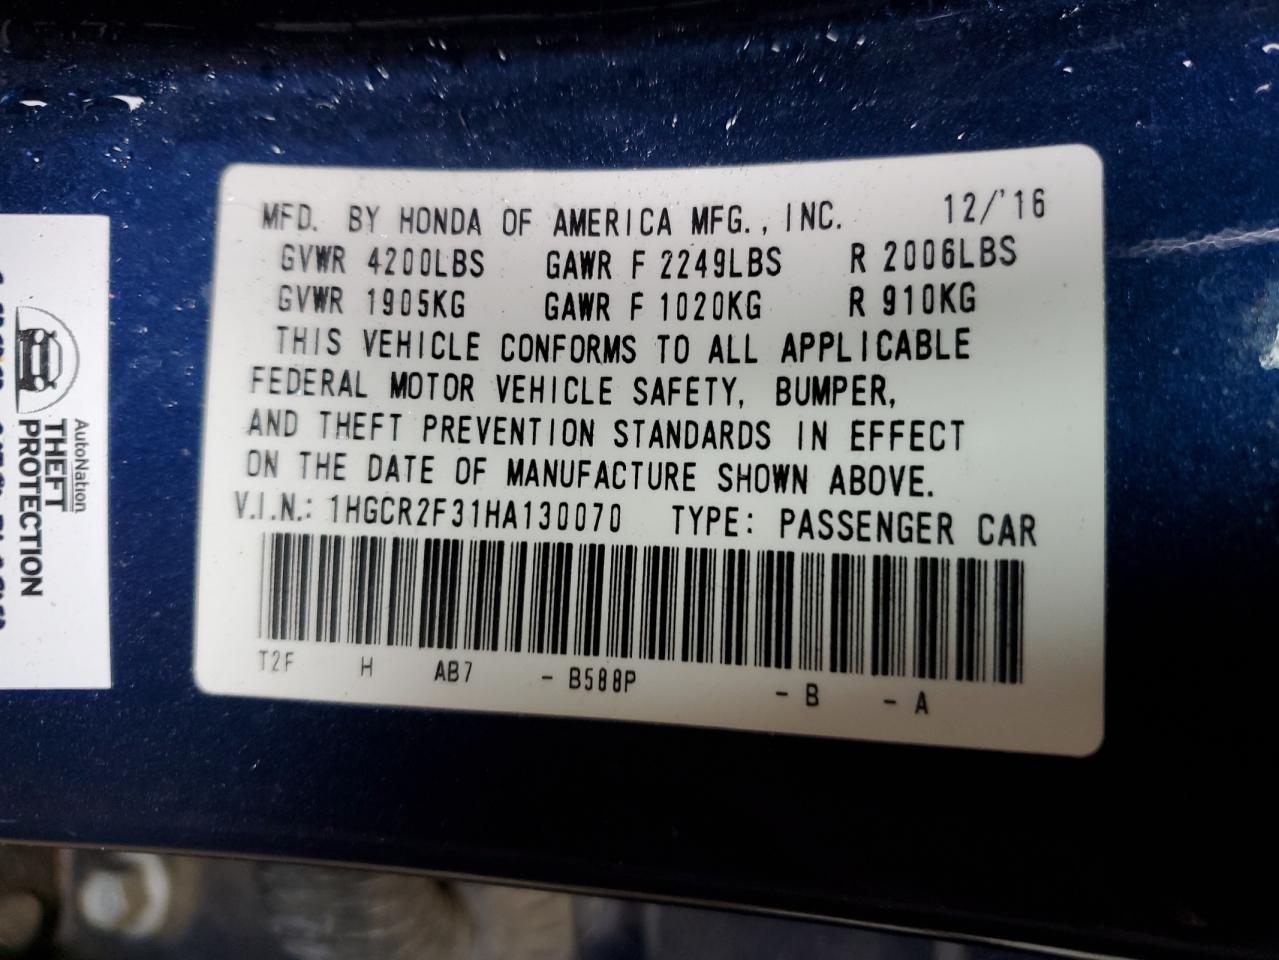 MFD. BY HONDA OF AMERICA MFG., INC. 12/'16
GVWR 4200LBS GAWR F 2249LBS R 2006LBS
GVWR 1905KG GAWR F 1020KG R 910KG
THIS VEHICLE CONFORMS TO ALL APPLICABLE
FEDERAL MOTOR VEHICLE SAFETY, BUMPER,
AND THEFT PREVENTION STANDARDS IN EFFECT
ON THE DATE OF MANUFACTURE SHOWN ABOVE.
V.I.N.: 1HGCR2F31HA130070 TYPE: PASSENGER CAR
T2F H AB7 - B588P - B - A
AutoNation
THEFT
PROTECTION